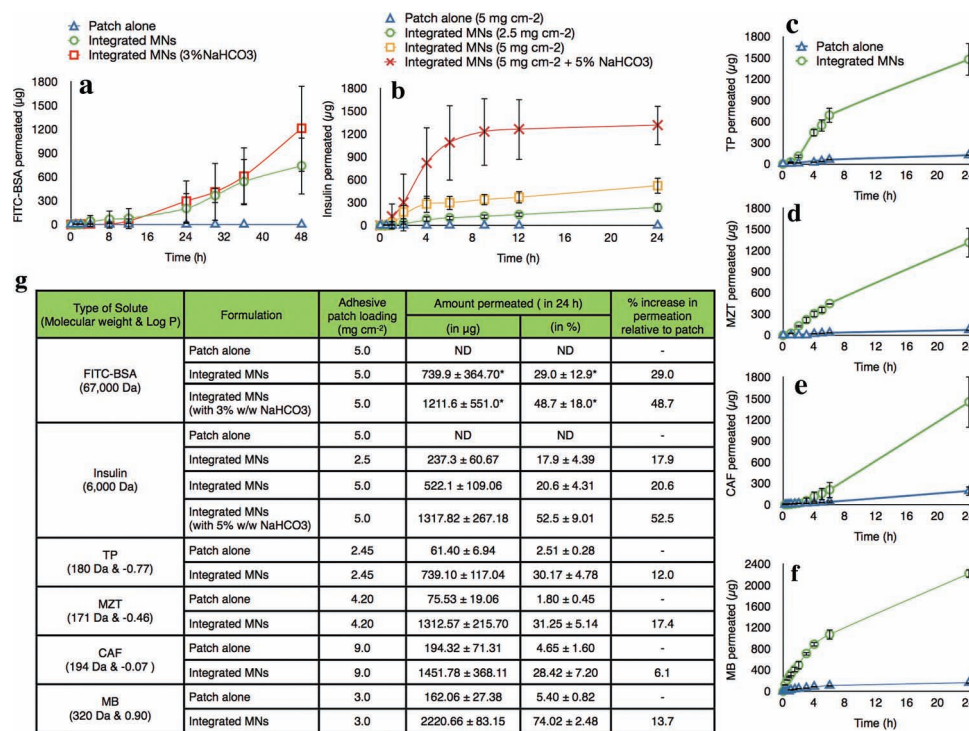 Patch alone
Integrated MNs
Integrated MNs (3%NaHCO3)
a
FITC-BSA permeated (µg)
1800
1500
1200
900
600
300
0
0 8 16 24 32 40 48
Time (h)
Patch alone (5 mg cm-2)
Integrated MNs (2.5 mg cm-2)
Integrated MNs (5 mg cm-2)
Integrated MNs (5 mg cm-2 + 5% NaHCO3)
b
Insulin permeated (µg)
1800
1500
1200
900
600
300
0
0 4 8 12 16 20 24
Time (h)
c
Patch alone
Integrated MNs
TP permeated (µg)
1800
1500
1200
900
600
300
0
0 4 8 12 16 20 24
Time (h)
d
MZT permeated (µg)
1800
1500
1200
900
600
300
0
0 4 8 12 16 20 24
Time (h)
e
CAF permeated (µg)
1800
1500
1200
900
600
300
0
0 4 8 12 16 20 24
Time (h)
f
MB permeated (µg)
2400
2000
1600
1200
800
400
0
0 4 8 12 16 20 24
Time (h)
g
Type of Solute (Molecular weight & Log P) Formulation Adhesive patch loading (mg cm-2) Amount permeated ( in 24 h) % increase in permeation relative to patch
(in µg) (in %)
FITC-BSA (67,000 Da)
Patch alone 5.0 ND ND -
Integrated MNs 5.0 739.9 ± 364.70* 29.0 ± 12.9* 29.0
Integrated MNs (with 3% w/w NaHCO3) 5.0 1211.6 ± 551.0* 48.7 ± 18.0* 48.7
Insulin (6,000 Da)
Patch alone 5.0 ND ND -
Integrated MNs 2.5 237.3 ± 60.67 17.9 ± 4.39 17.9
Integrated MNs 5.0 522.1 ± 109.06 20.6 ± 4.31 20.6
Integrated MNs (with 5% w/w NaHCO3) 5.0 1317.82 ± 267.18 52.5 ± 9.01 52.5
TP (180 Da & -0.77)
Patch alone 2.45 61.40 ± 6.94 2.51 ± 0.28 -
Integrated MNs 2.45 739.10 ± 117.04 30.17 ± 4.78 12.0
MZT (171 Da & -0.46)
Patch alone 4.20 75.53 ± 19.06 1.80 ± 0.45 -
Integrated MNs 4.20 1312.57 ± 215.70 31.25 ± 5.14 17.4
CAF (194 Da & -0.07 )
Patch alone 9.0 194.32 ± 71.31 4.65 ± 1.60 -
Integrated MNs 9.0 1451.78 ± 368.11 28.42 ± 7.20 6.1
MB (320 Da & 0.90)
Patch alone 3.0 162.06 ± 27.38 5.40 ± 0.82 -
Integrated MNs 3.0 2220.66 ± 83.15 74.02 ± 2.48 13.7